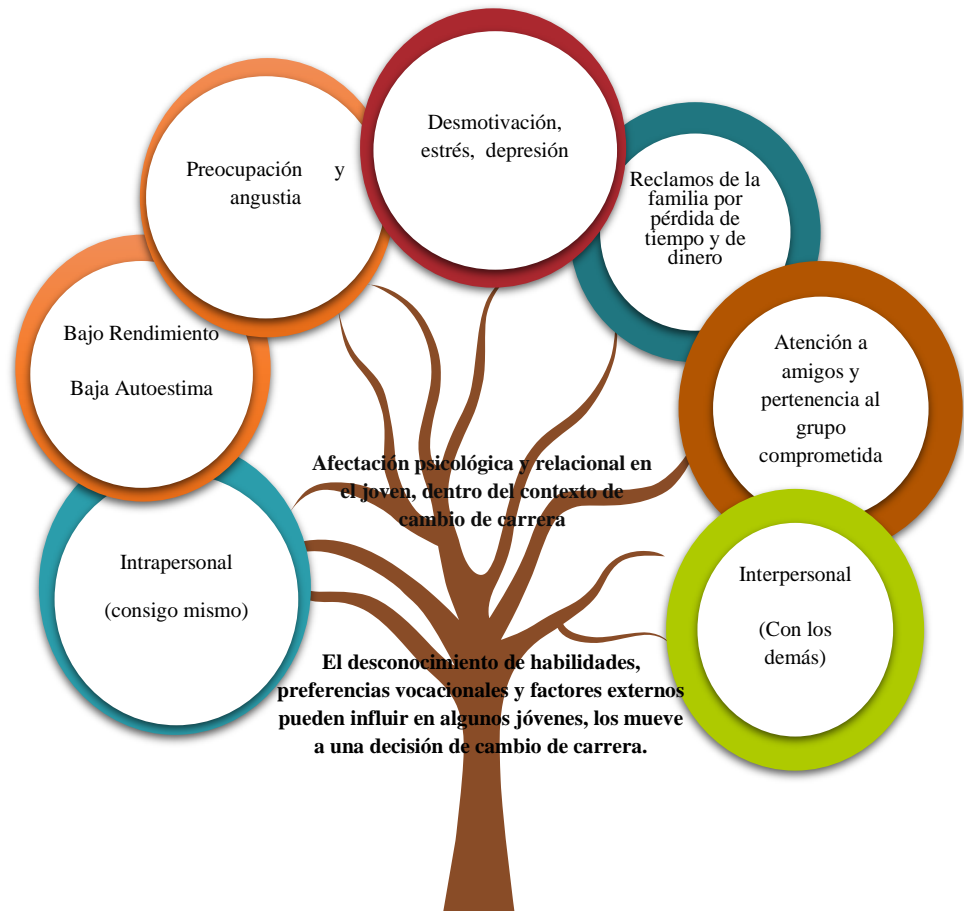 Desmotivación,
estrés, depresión
Preocupación y
angustia
Reclamos de la
familia por
pérdida de
tiempo y de
dinero
Bajo Rendimiento
Baja Autoestima
Atención a
amigos y
pertenencia al
grupo
comprometida
Afectación psicológica y relacional en
el joven, dentro del contexto de
cambio de carrera
Intrapersonal
(consigo mismo)
Interpersonal
(Con los
demás)
El desconocimiento de habilidades,
preferencias vocacionales y factores externos
pueden influir en algunos jóvenes, los mueve
a una decisión de cambio de carrera.